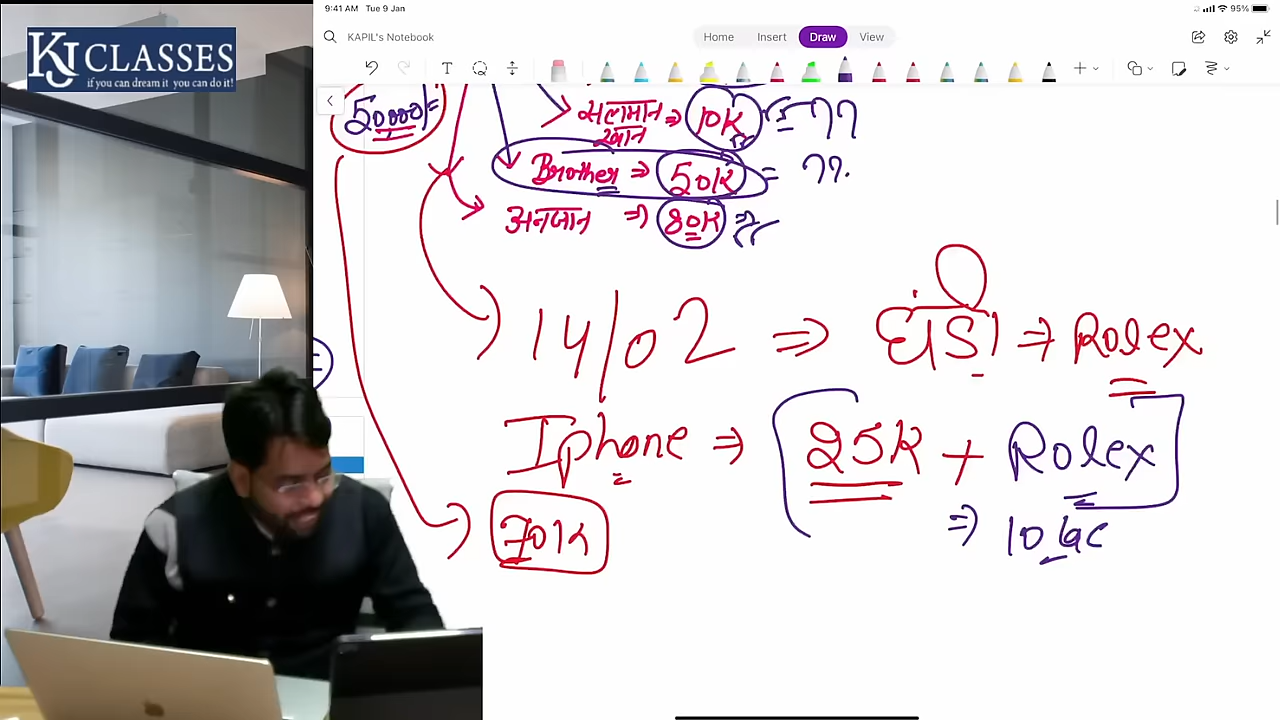 9:41 AM Tue 9 Jan
95%
KJ CLASSES
if you can dream it you can do it!
KAPIL's Notebook
Home Insert Draw View
50000/=
सलमान खान ⇒ 10K = ??
Brother ⇒ 50K = ??
अनजान ⇒ 80K ⇒
14/02 ⇒ घड़ी ⇒ Rolex
Iphone ⇒ 25K + Rolex
⇒ 10 lac
70K